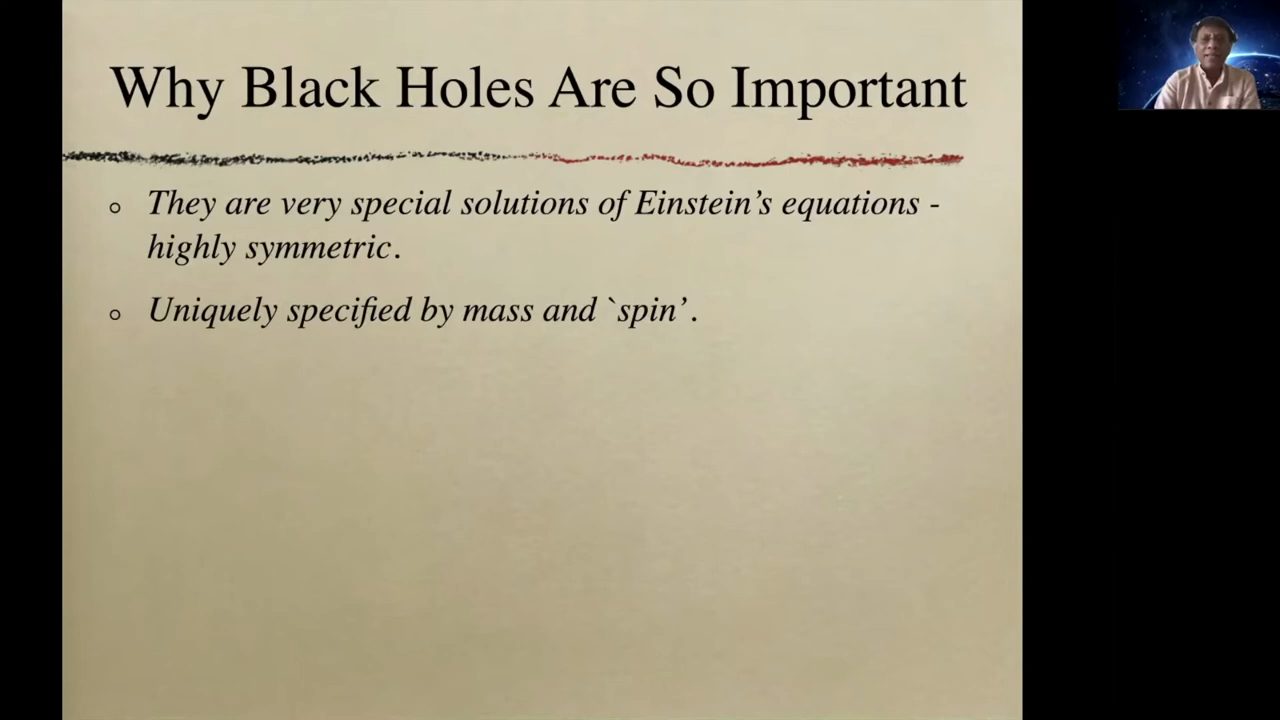 Why Black Holes Are So Important
They are very special solutions of Einstein’s equations -
highly symmetric.
Uniquely specified by mass and `spin’.